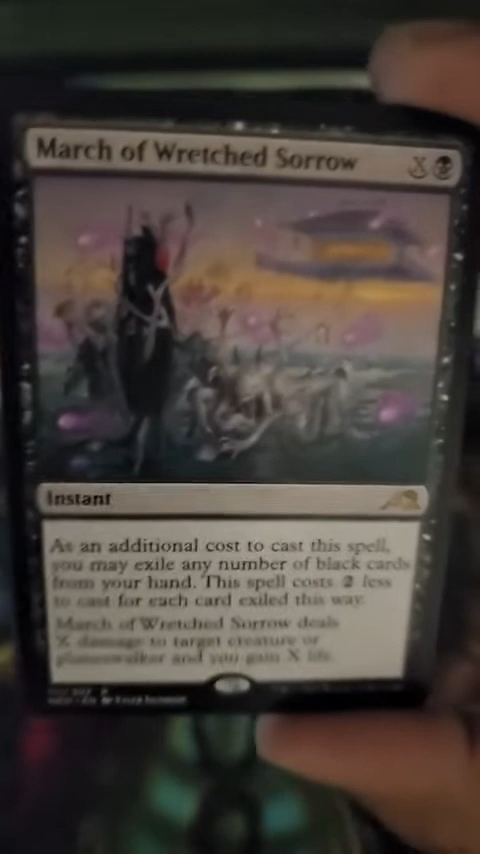 March of Wretched Sorrow X
Instant
As an additional cost to cast this spell,
you may exile any number of black cards
from your hand. This spell costs 2 less
to cast for each card exiled this way.
March of Wretched Sorrow deals
X damage to target creature or
planeswalker and you gain X life.